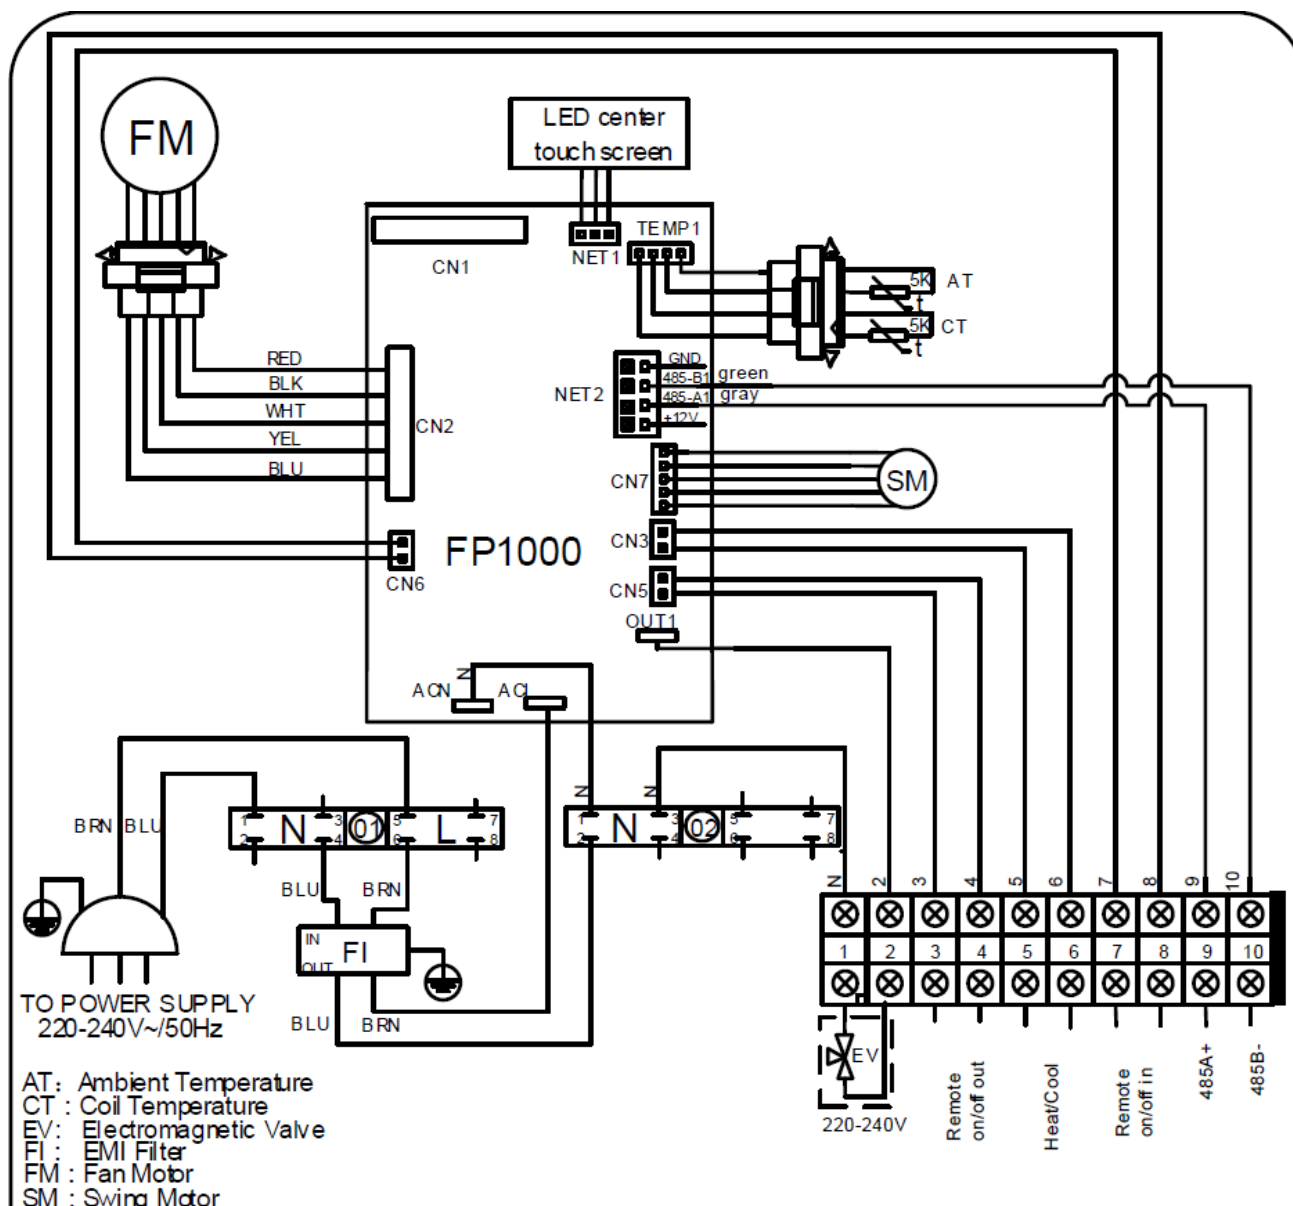 FM
LED center
touch screen
CN1
NET1
TEMP1
5K
AT
t
5K
CT
t
RED
BLK
WHT
YEL
BLU
CN2
NET2
GND
485-B1
green
485-A1
gray
+12V
CN7
SM
CN6
FP1000
CN3
CN5
OUT1
ACN
N
ACL
BRN
BLU
1
2
N
3
4
01
5
6
L
7
8
N
N
1
2
N
3
4
02
5
6
7
8
BLU
BRN
IN
OUT
FI
BLU
BRN
N
2
3
4
5
6
7
8
9
10
1
2
3
4
5
6
7
8
9
10
EV
220-240V
Remote
on/off out
Heat/Cool
Remote
on/off in
485A+
485B-
TO POWER SUPPLY
220-240V~/50Hz
AT: Ambient Temperature
CT : Coil Temperature
EV: Electromagnetic Valve
FI : EMI Filter
FM : Fan Motor
SM : Swing Motor